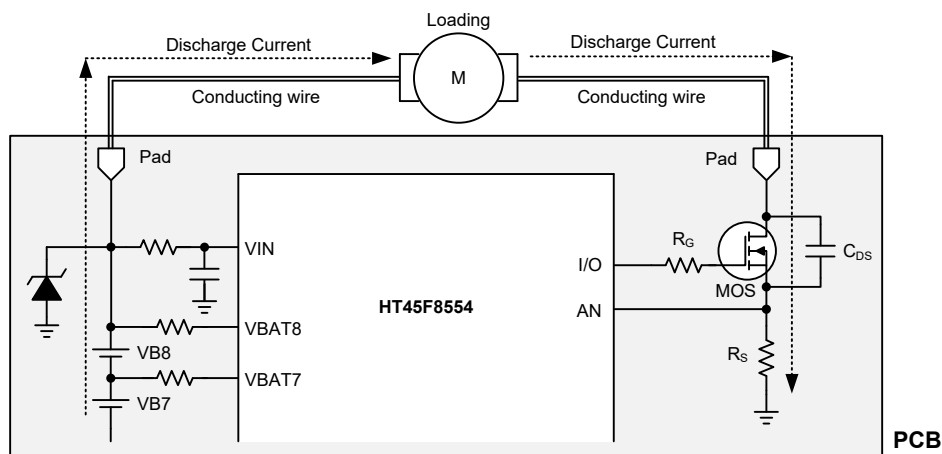 Loading
Discharge Current
Discharge Current
M
Conducting wire
Conducting wire
Pad
Pad
VIN
RG
CDS
I/O
MOS
HT45F8554
AN
VBAT8
VB8
RS
VBAT7
VB7
PCB